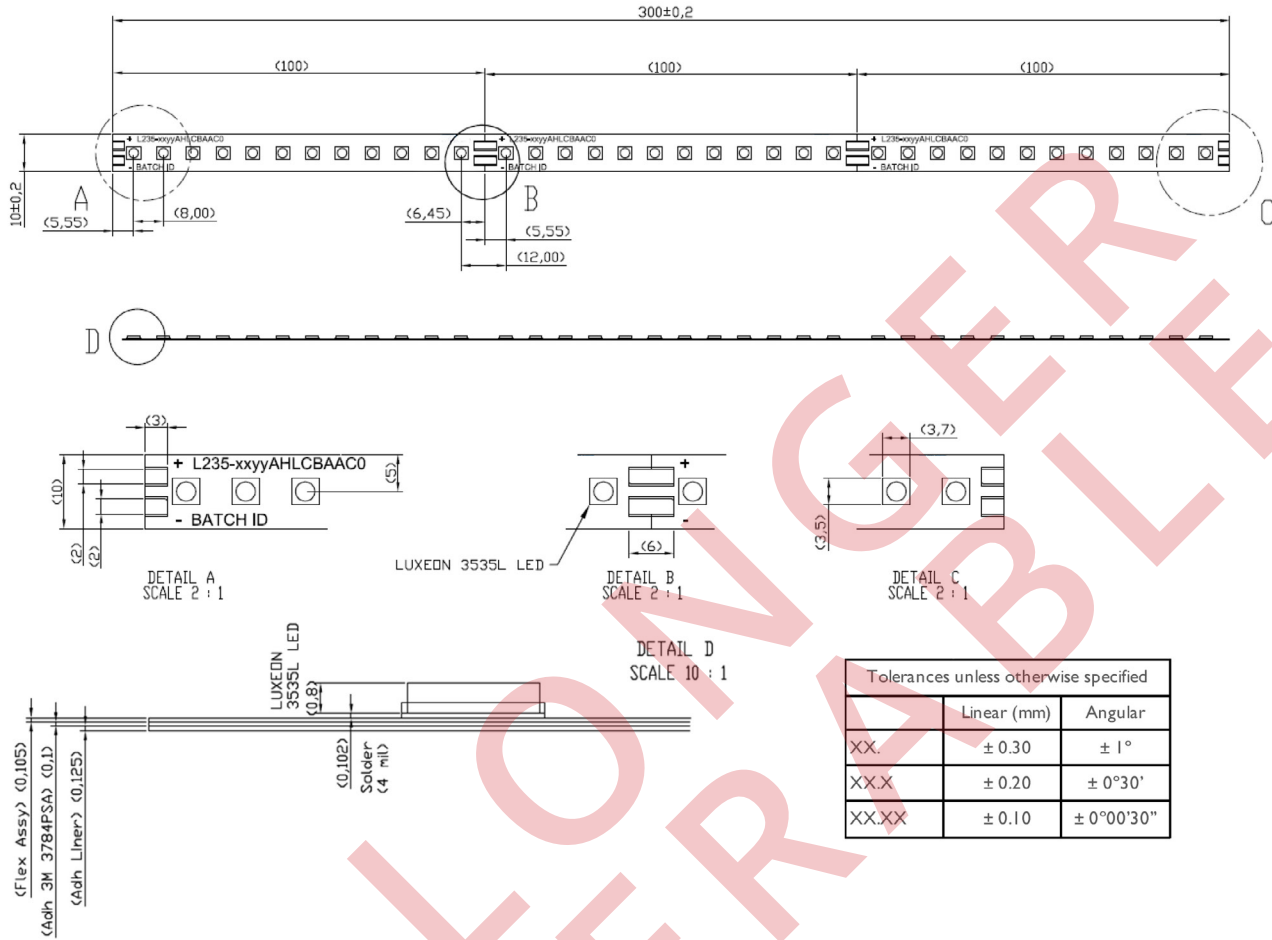 300±0,2
(100)
(100)
(100)
+ L235-xxyyAHLCBAAC0
+ L235-xxyyAHLCBAAC0
+ L235-xxyyAHLCBAAC0
- BATCH ID
- BATCH ID
- BATCH ID
10±0,2
A
B
C
(5,55)
(8,00)
(6,45)
(5,55)
(12,00)
D
(3)
+ L235-xxyyAHLCBAAC0
- BATCH ID
(10)
(2)
(2)
(5)
DETAIL A
SCALE 2 : 1
+
-
(6)
LUXEON 3535L LED
DETAIL B
SCALE 2 : 1
(3,7)
(3,5)
DETAIL C
SCALE 2 : 1
DETAIL D
SCALE 10 : 1
LUXEON
3535L LED
(0,8)
(0,102)
Solder
(4 mil)
(Flex Assy) (0,105)
(Adh 3M 3784PSA) (0,1)
(Adh Liner) (0,125)
Tolerances unless otherwise specified
Linear (mm) Angular
XX. ± 0.30 ± 1°
XX.X ± 0.20 ± 0°30'
XX.XX ± 0.10 ± 0°00'30"
LONGER
ERABLE